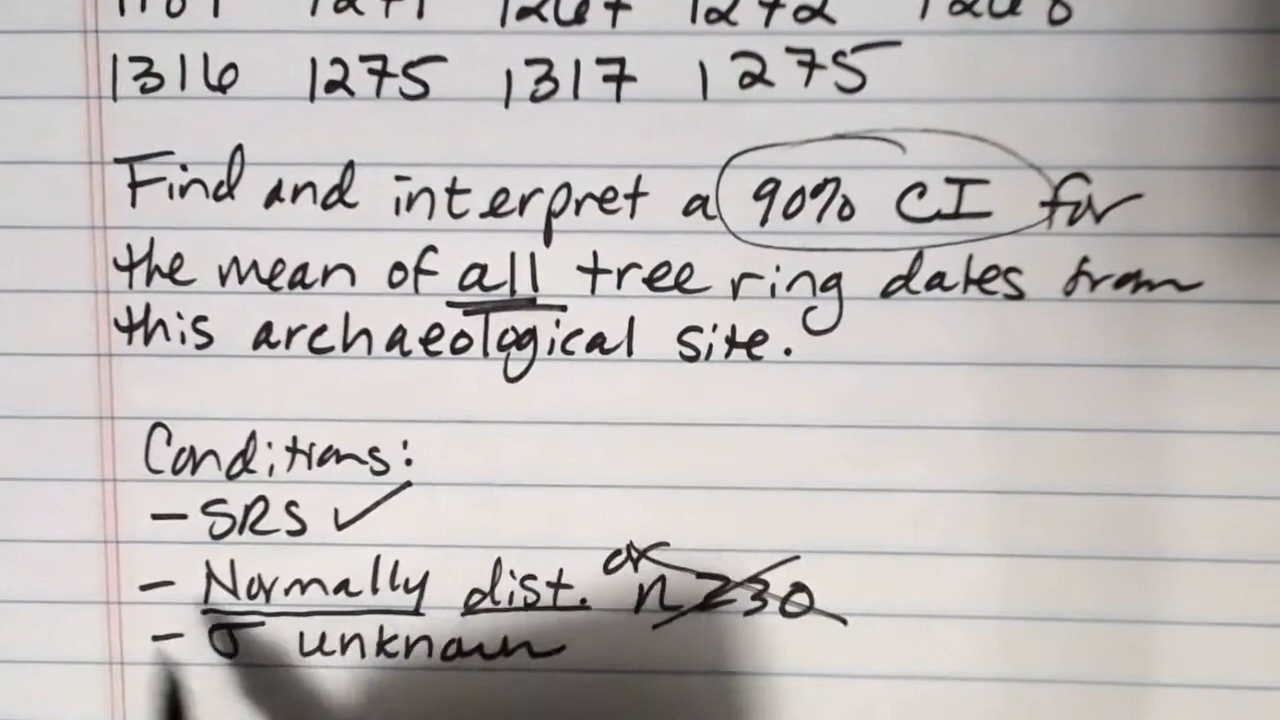 1316 1275 1317 1275
Find and interpret a 90% CI for
the mean of all tree ring dates from
this archaeological site.
Conditions:
- SRS ✓
- Normally dist. or n≥30
- σ unknown